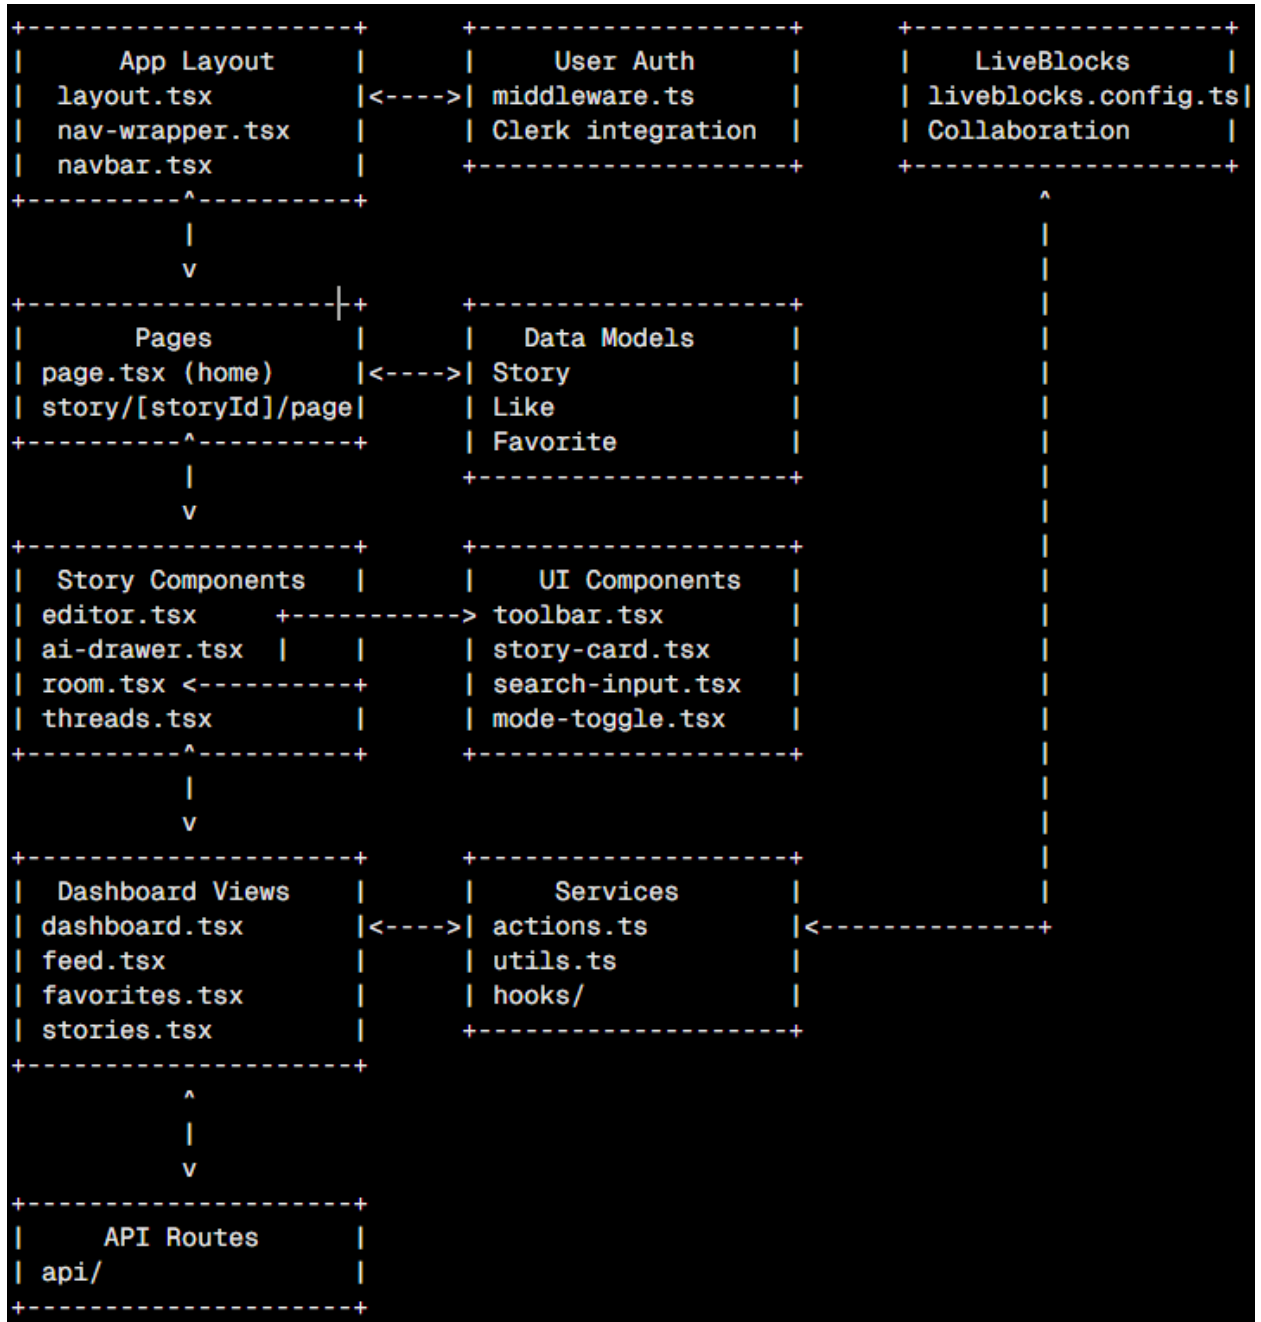 +---------------------+      +--------------------+      +---------------------+
|      App Layout     |      |     User Auth      |      |    LiveBlocks      |
|  layout.tsx         |<---->| middleware.ts      |      | liveblocks.config.ts|
|  nav-wrapper.tsx    |      | Clerk integration  |      | Collaboration      |
|  navbar.tsx         |      +--------------------+      +---------------------+
+----------^----------+                                           ^
           |                                                      |
           v                                                      |
+---------------------+      +--------------------+               |
|       Pages         |      |   Data Models      |               |
| page.tsx (home)     |<---->| Story              |               |
| story/[storyId]/page|      | Like               |               |
+----------^----------+      | Favorite           |               |
           |                 +--------------------+               |
           v                                                      |
+---------------------+      +--------------------+               |
|  Story Components   |      |    UI Components   |               |
| editor.tsx     +-----------> toolbar.tsx        |               |
| ai-drawer.tsx  |    |      | story-card.tsx     |               |
| room.tsx <----------+      | search-input.tsx   |               |
| threads.tsx         |      | mode-toggle.tsx    |               |
+----------^----------+      +--------------------+               |
           |                                                      |
           v                                                      |
+---------------------+      +--------------------+               |
|  Dashboard Views    |      |     Services       |               |
| dashboard.tsx       |<---->| actions.ts         |<--------------+
| feed.tsx            |      | utils.ts           |
| favorites.tsx       |      | hooks/             |
| stories.tsx         |      +--------------------+
+---------------------+
           ^
           |
           v
+---------------------+
|     API Routes      |
| api/                |
+---------------------+